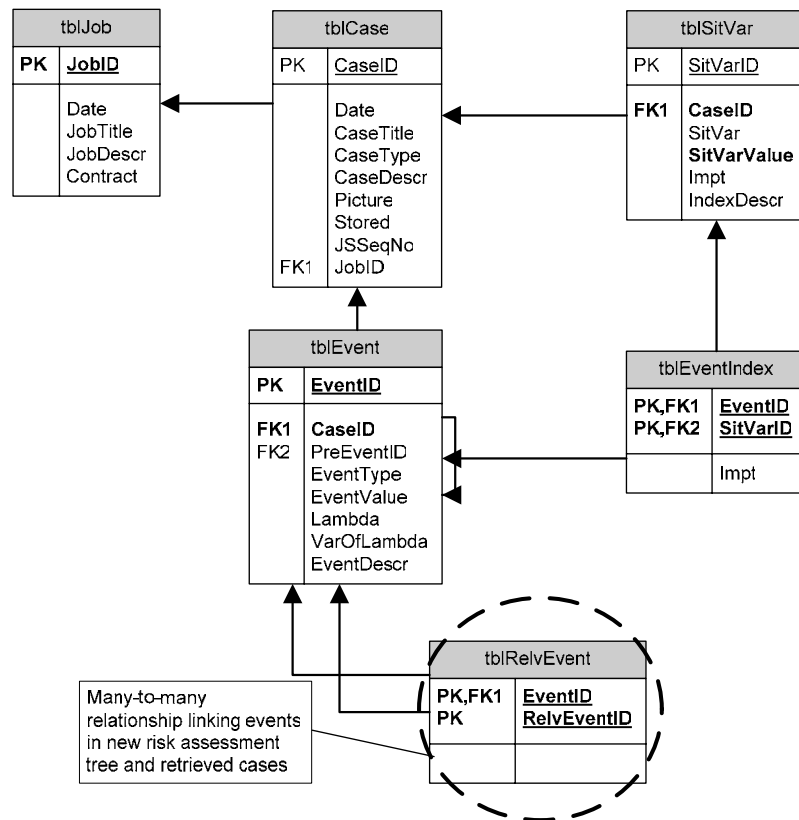 tblJob
PK JobID
Date
JobTitle
JobDescr
Contract
tblCase
PK CaseID
Date
CaseTitle
CaseType
CaseDescr
Picture
Stored
JSSeqNo
FK1 JobID
tblSitVar
PK SitVarID
FK1 CaseID
SitVar
SitVarValue
Impt
IndexDescr
tblEvent
PK EventID
FK1 CaseID
FK2 PreEventID
EventType
EventValue
Lambda
VarOfLambda
EventDescr
tblEventIndex
PK,FK1 EventID
PK,FK2 SitVarID
Impt
tblRelvEvent
PK,FK1 EventID
PK RelvEventID
Many-to-many
relationship linking events
in new risk assessment
tree and retrieved cases